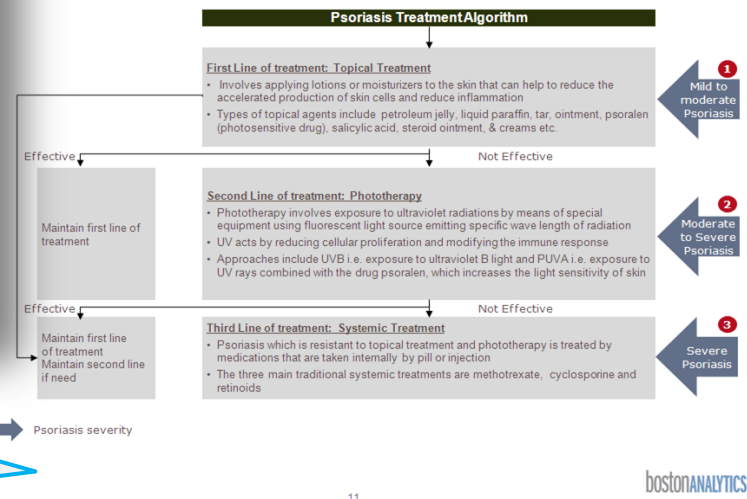 Psoriasis Treatment Algorithm
First Line of treatment: Topical Treatment
• Involves applying lotions or moisturizers to the skin that can help to reduce the
accelerated production of skin cells and reduce inflammation
• Types of topical agents include petroleum jelly, liquid paraffin, tar, ointment, psoralen
(photosensitive drug), salicylic acid, steroid ointment, & creams etc.
1
Mild to
moderate
Psoriasis
Effective
Not Effective
Maintain first line of
treatment
Second Line of treatment: Phototherapy
• Phototherapy involves exposure to ultraviolet radiations by means of special
equipment using fluorescent light source emitting specific wave length of radiation
• UV acts by reducing cellular proliferation and modifying the immune response
• Approaches include UVB i.e. exposure to ultraviolet B light and PUVA i.e. exposure to
UV rays combined with the drug psoralen, which increases the light sensitivity of skin
2
Moderate
to Severe
Psoriasis
Effective
Not Effective
Maintain first line
of treatment
Maintain second line
if need
Third Line of treatment: Systemic Treatment
• Psoriasis which is resistant to topical treatment and phototherapy is treated by
medications that are taken internally by pill or injection
• The three main traditional systemic treatments are methotrexate, cyclosporine and
retinoids
3
Severe
Psoriasis
Psoriasis severity
bostonANALYTICS
11